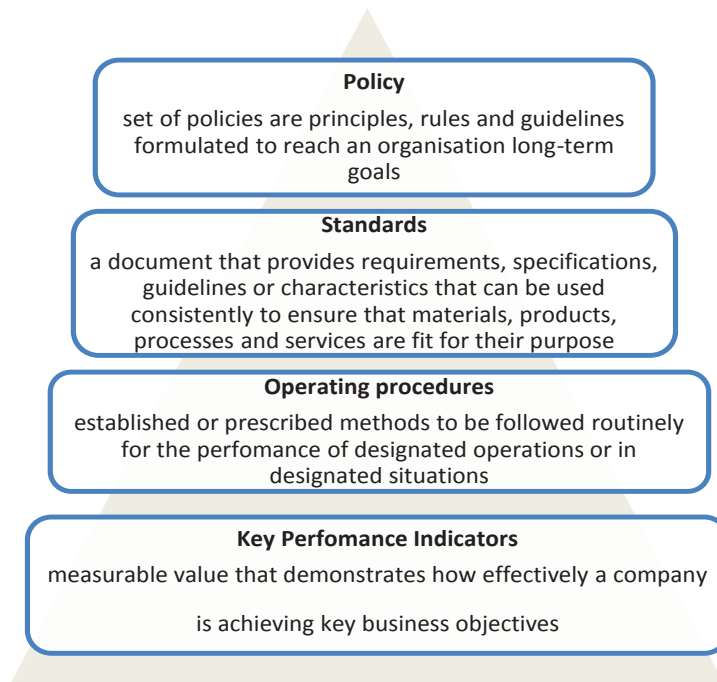 Policy
set of policies are principles, rules and guidelines
formulated to reach an organisation long-term
goals
Standards
a document that provides requirements, specifications,
guidelines or characteristics that can be used
consistently to ensure that materials, products,
processes and services are fit for their purpose
Operating procedures
established or prescribed methods to be followed routinely
for the perfomance of designated operations or in
designated situations
Key Perfomance Indicators
measurable value that demonstrates how effectively a company
is achieving key business objectives